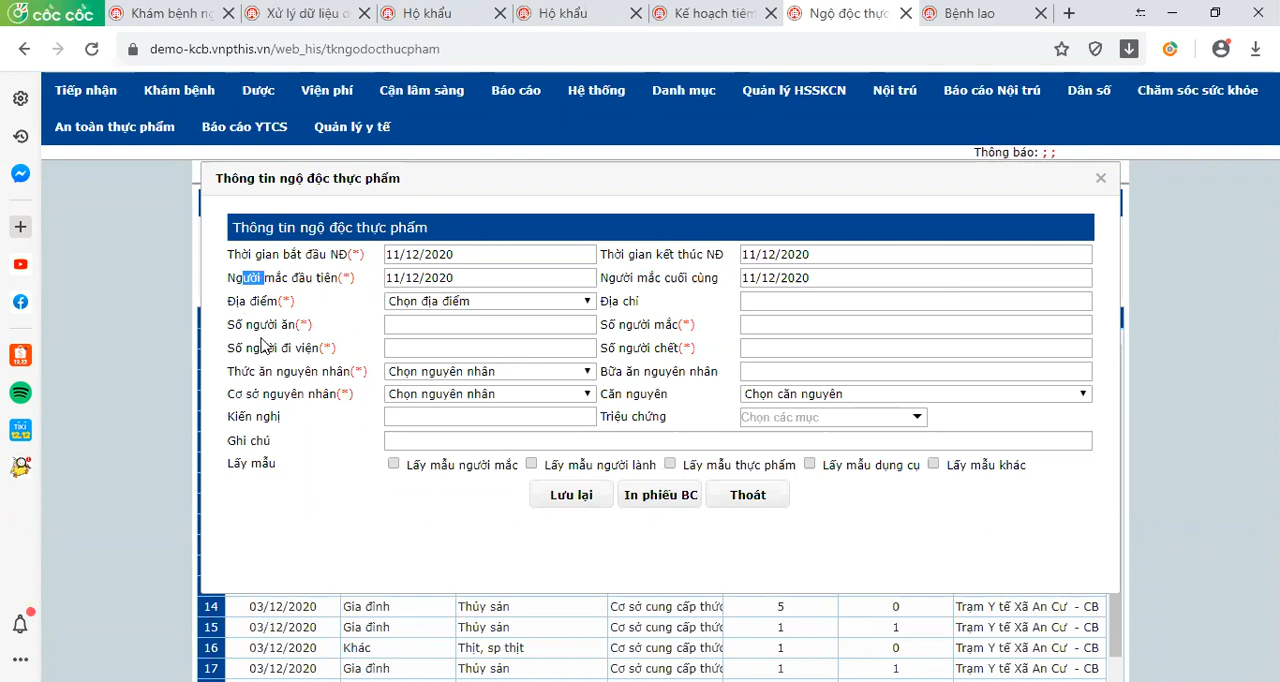 cốc cốc
Khám bệnh ng
Xử lý dữ liệu d
Hộ khẩu
Hộ khẩu
Kế hoạch tiêm
Ngộ độc thực
Bệnh lao
demo-kcb.vnpthis.vn/web_his/tkngodocthucpham
Tiếp nhận Khám bệnh Dược Viện phí Cận lâm sàng Báo cáo Hệ thống Danh mục Quản lý HSSKCN Nội trú Báo cáo Nội trú Dân số Chăm sóc sức khỏe
An toàn thực phẩm Báo cáo YTCS Quản lý y tế
Thông báo: ; ;
Thông tin ngộ độc thực phẩm
Thông tin ngộ độc thực phẩm
Thời gian bắt đầu NĐ(*) 11/12/2020 Thời gian kết thúc NĐ 11/12/2020
Người mắc đầu tiên(*) 11/12/2020 Người mắc cuối cùng 11/12/2020
Địa điểm(*) Chọn địa điểm Địa chỉ
Số người ăn(*) Số người mắc(*)
Số người đi viện(*) Số người chết(*)
Thức ăn nguyên nhân(*) Chọn nguyên nhân Bữa ăn nguyên nhân
Cơ sở nguyên nhân(*) Chọn nguyên nhân Căn nguyên Chọn căn nguyên
Kiến nghị Triệu chứng Chọn các mục
Ghi chú
Lấy mẫu Lấy mẫu người mắc Lấy mẫu người lành Lấy mẫu thực phẩm Lấy mẫu dụng cụ Lấy mẫu khác
Lưu lại In phiếu BC Thoát
14 03/12/2020 Gia đình Thủy sản Cơ sở cung cấp thức 5 0 Trạm Y tế Xã An Cư - CB
15 03/12/2020 Gia đình Thủy sản Cơ sở cung cấp thức 1 1 Trạm Y tế Xã An Cư - CB
16 03/12/2020 Khác Thịt, sp thịt Cơ sở cung cấp thức 1 0 Trạm Y tế Xã An Cư - CB
17 03/12/2020 Gia đình Thủy sản Cơ sở cung cấp thức 1 1 Trạm Y tế Xã An Cư - CB